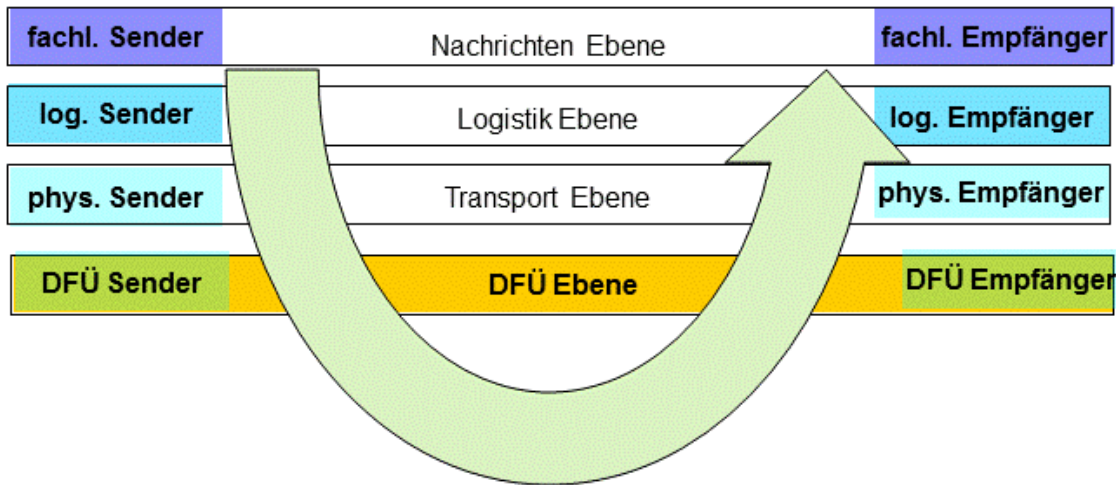 fachl. Sender Nachrichten Ebene fachl. Empfänger
log. Sender Logistik Ebene log. Empfänger
phys. Sender Transport Ebene phys. Empfänger
DFÜ Sender DFÜ Ebene DFÜ Empfänger